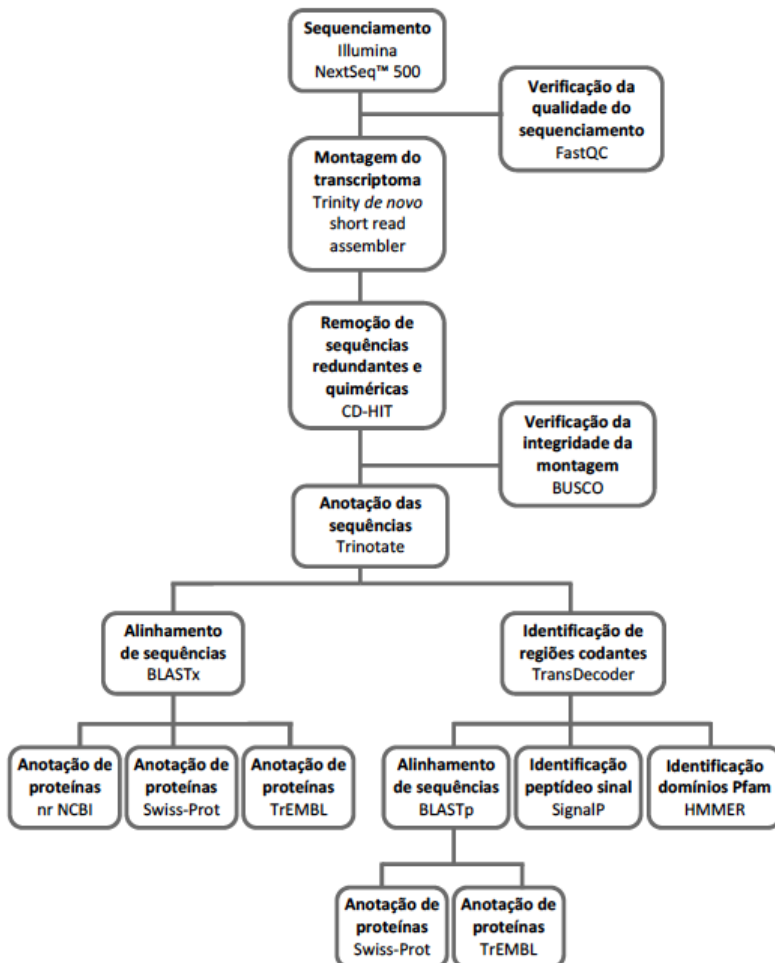 Sequenciamento
Illumina
NextSeq™ 500
Verificação da
qualidade do
sequenciamento
FastQC
Montagem do
transcriptoma
Trinity de novo
short read
assembler
Remoção de
sequências
redundantes e
quiméricas
CD-HIT
Verificação da
integridade da
montagem
BUSCO
Anotação das
sequências
Trinotate
Alinhamento
de sequências
BLASTx
Identificação de
regiões codantes
TransDecoder
Anotação de
proteínas
nr NCBI
Anotação de
proteínas
Swiss-Prot
Anotação de
proteínas
TrEMBL
Alinhamento
de sequências
BLASTp
Identificação
peptídeo sinal
SignalP
Identificação
domínios Pfam
HMMER
Anotação de
proteínas
Swiss-Prot
Anotação de
proteínas
TrEMBL